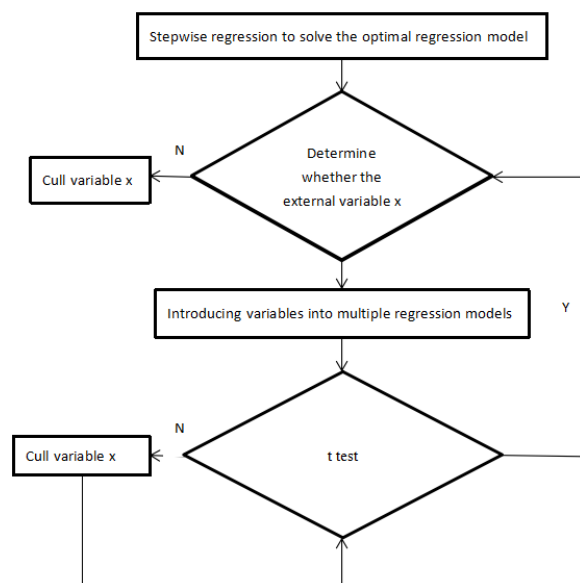 Stepwise regression to solve the optimal regression model
N
Determine
whether the
external variable x
Cull variable x
Introducing variables into multiple regression models
Y
N
Cull variable x
t test